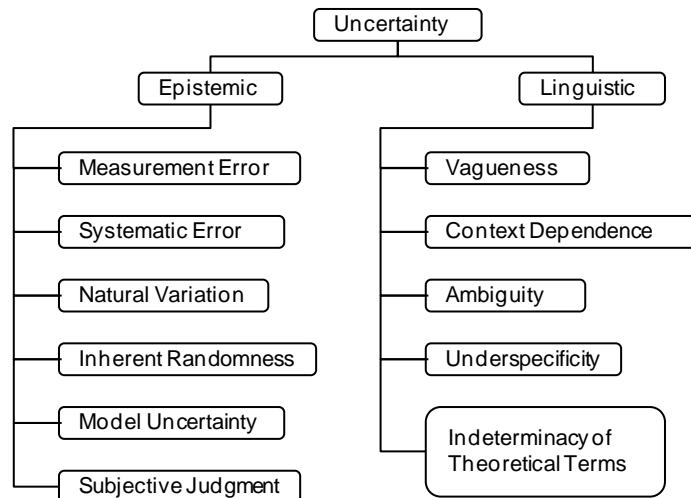 Uncertainty
Epistemic
Linguistic
Measurement Error
Systematic Error
Natural Variation
Inherent Randomness
Model Uncertainty
Subjective Judgment
Vagueness
Context Dependence
Ambiguity
Underspecificity
Indeterminacy of
Theoretical Terms